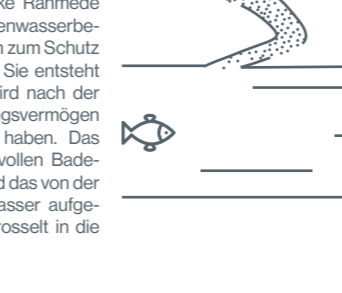 ke Rahmede
enwasserbe-
n zum Schutz
Sie entsteht
ird nach der
ngsvermögen
haben. Das
vollen Bade-
d das von der
asser aufge-
rosselt in die